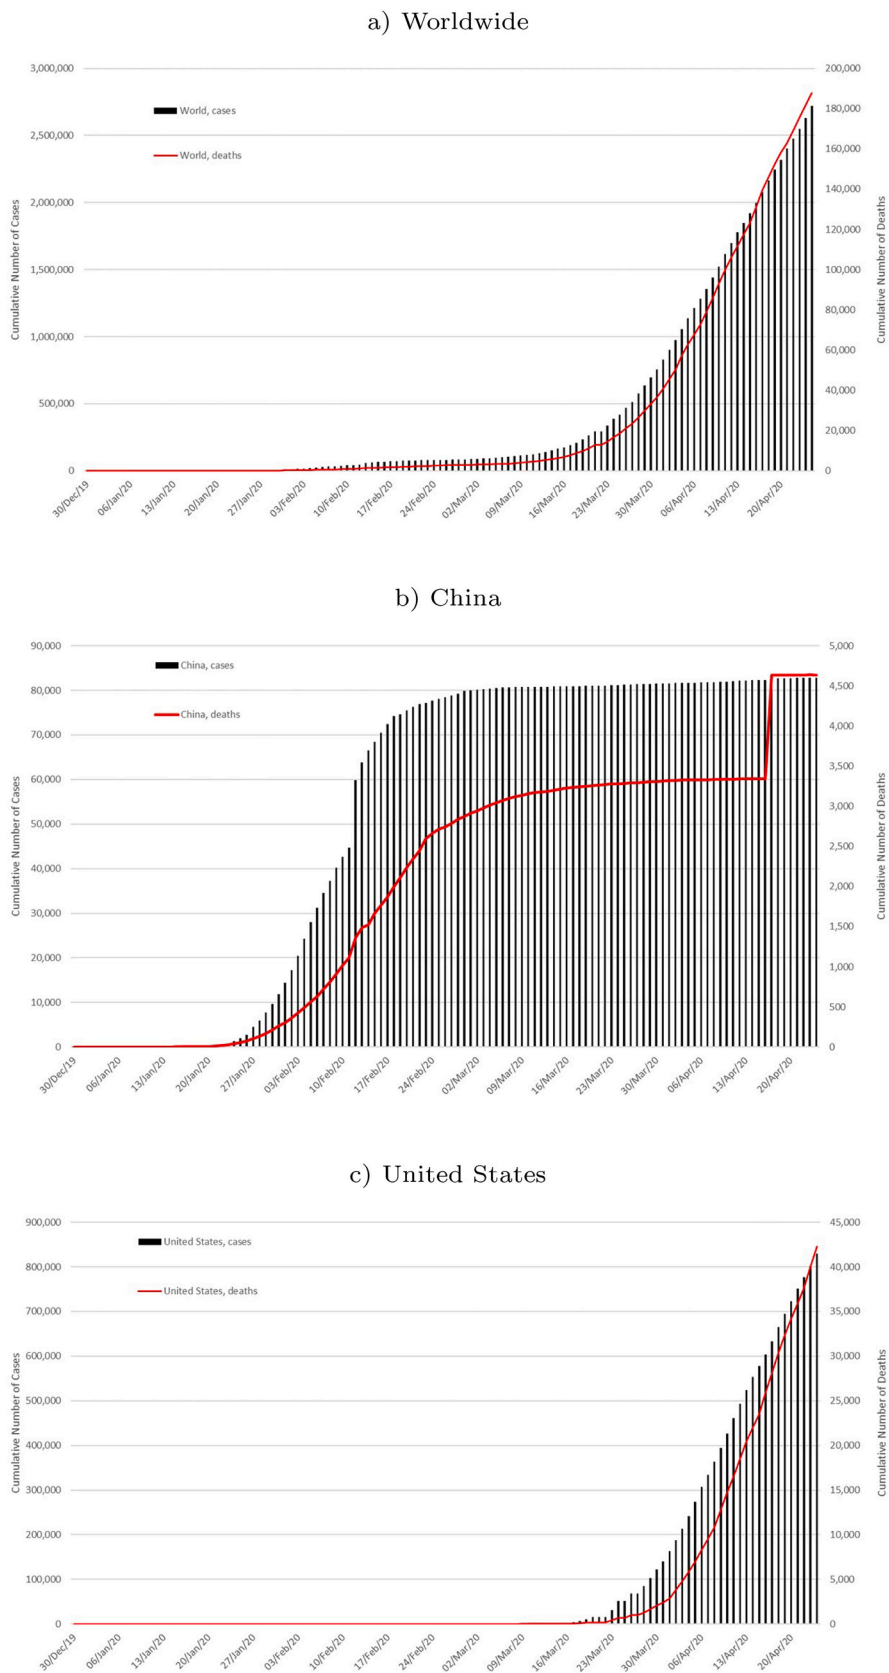 a) Worldwide
3,000,000
2,500,000
2,000,000
1,500,000
1,000,000
500,000
0
200,000
180,000
160,000
140,000
120,000
100,000
80,000
60,000
40,000
20,000
0
Cumulative Number of Cases
Cumulative Number of Deaths
World, cases
World, deaths
30/Dec/19
06/Jan/20
13/Jan/20
20/Jan/20
27/Jan/20
03/Feb/20
10/Feb/20
17/Feb/20
24/Feb/20
02/Mar/20
09/Mar/20
16/Mar/20
23/Mar/20
30/Mar/20
06/Apr/20
13/Apr/20
20/Apr/20
b) China
90,000
80,000
70,000
60,000
50,000
40,000
30,000
20,000
10,000
0
5,000
4,500
4,000
3,500
3,000
2,500
2,000
1,500
1,000
500
0
Cumulative Number of Cases
Cumulative Number of Deaths
China, cases
China, deaths
30/Dec/19
06/Jan/20
13/Jan/20
20/Jan/20
27/Jan/20
03/Feb/20
10/Feb/20
17/Feb/20
24/Feb/20
02/Mar/20
09/Mar/20
16/Mar/20
23/Mar/20
30/Mar/20
06/Apr/20
13/Apr/20
20/Apr/20
c) United States
900,000
800,000
700,000
600,000
500,000
400,000
300,000
200,000
100,000
0
45,000
40,000
35,000
30,000
25,000
20,000
15,000
10,000
5,000
0
Cumulative Number of Cases
Cumulative Number of Deaths
United States, cases
United States, deaths
30/Dec/19
06/Jan/20
13/Jan/20
20/Jan/20
27/Jan/20
03/Feb/20
10/Feb/20
17/Feb/20
24/Feb/20
02/Mar/20
09/Mar/20
16/Mar/20
23/Mar/20
30/Mar/20
06/Apr/20
13/Apr/20
20/Apr/20